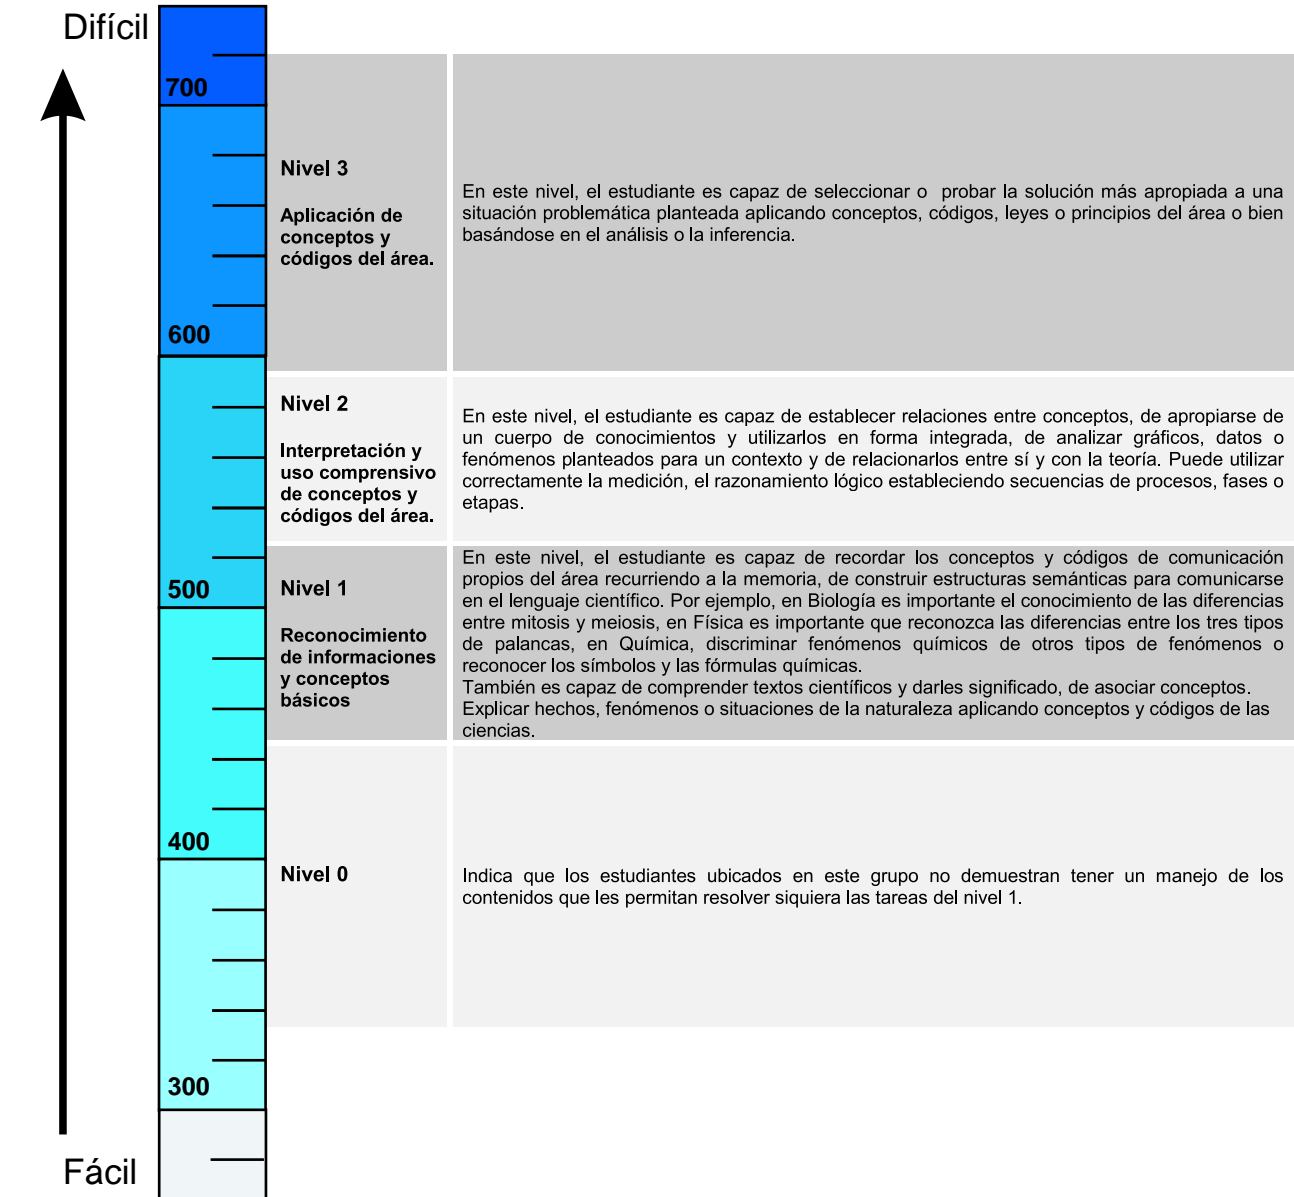 Difícil
700
Nivel 3
Aplicación de
conceptos y
códigos del área.
En este nivel, el estudiante es capaz de seleccionar o probar la solución más apropiada a una
situación problemática planteada aplicando conceptos, códigos, leyes o principios del área o bien
basándose en el análisis o la inferencia.
600
Nivel 2
Interpretación y
uso comprensivo
de conceptos y
códigos del área.
En este nivel, el estudiante es capaz de establecer relaciones entre conceptos, de apropiarse de
un cuerpo de conocimientos y utilizarlos en forma integrada, de analizar gráficos, datos o
fenómenos planteados para un contexto y de relacionarlos entre sí y con la teoría. Puede utilizar
correctamente la medición, el razonamiento lógico estableciendo secuencias de procesos, fases o
etapas.
500
Nivel 1
Reconocimiento
de informaciones
y conceptos
básicos
En este nivel, el estudiante es capaz de recordar los conceptos y códigos de comunicación
propios del área recurriendo a la memoria, de construir estructuras semánticas para comunicarse
en el lenguaje científico. Por ejemplo, en Biología es importante el conocimiento de las diferencias
entre mitosis y meiosis, en Física es importante que reconozca las diferencias entre los tres tipos
de palancas, en Química, discriminar fenómenos químicos de otros tipos de fenómenos o
reconocer los símbolos y las fórmulas químicas.
También es capaz de comprender textos científicos y darles significado, de asociar conceptos.
Explicar hechos, fenómenos o situaciones de la naturaleza aplicando conceptos y códigos de las
ciencias.
400
Nivel 0
Indica que los estudiantes ubicados en este grupo no demuestran tener un manejo de los
contenidos que les permitan resolver siquiera las tareas del nivel 1.
300
Fácil